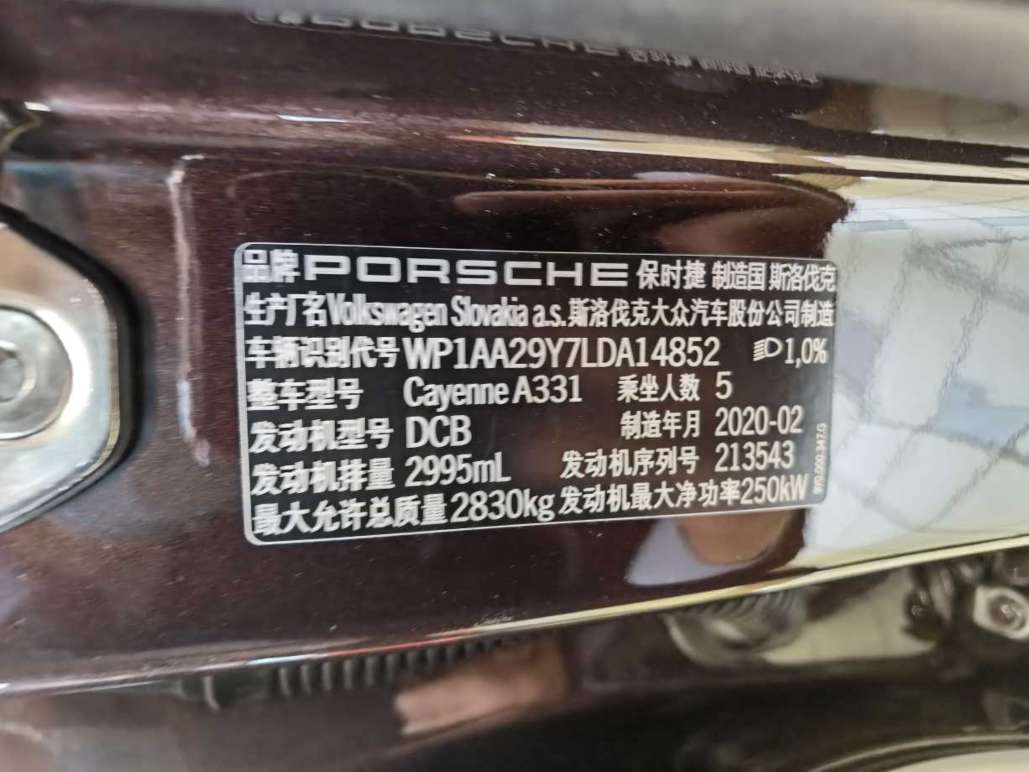 品牌 PORSCHE 保时捷 制造国 斯洛伐克
生产厂名 Volkswagen Slovakia a.s. 斯洛伐克大众汽车股份公司制造
车辆识别代号 WP1AA29Y7LDA14852 1,0%
整车型号 Cayenne A331 乘坐人数 5
发动机型号 DCB 制造年月 2020-02
发动机排量 2995mL 发动机序列号 213543
最大允许总质量 2830kg 发动机最大净功率 250kW